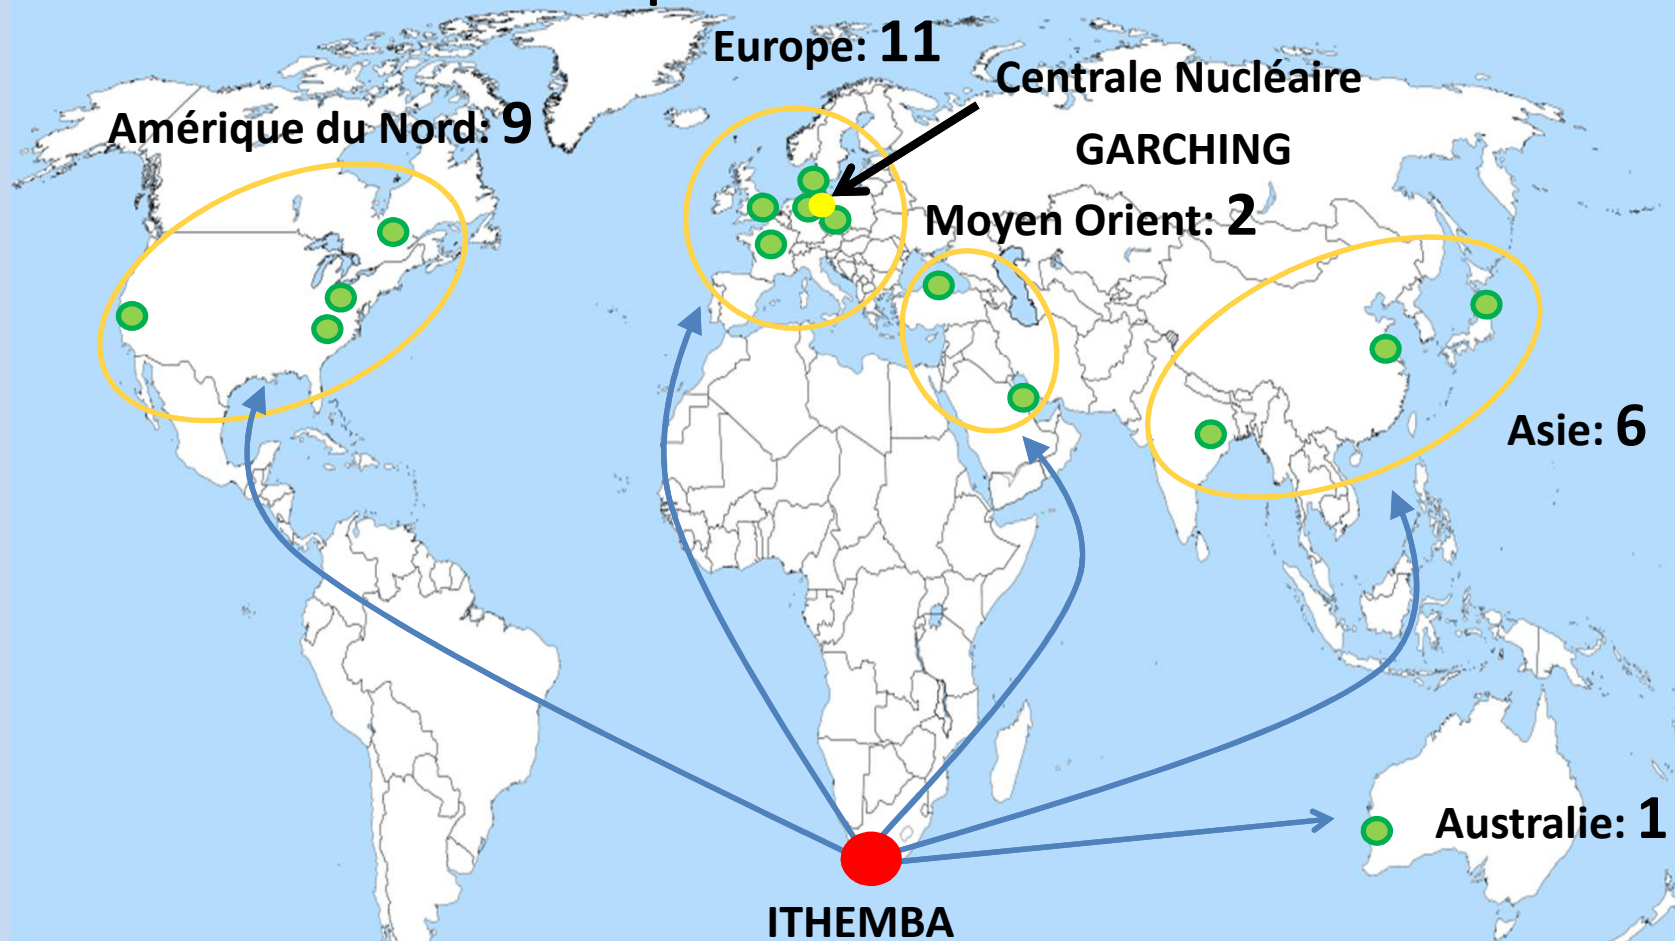 Europe: 11
Centrale Nucléaire
GARCHING
Amérique du Nord: 9
Moyen Orient: 2
Asie: 6
Australie: 1
ITHEMBA